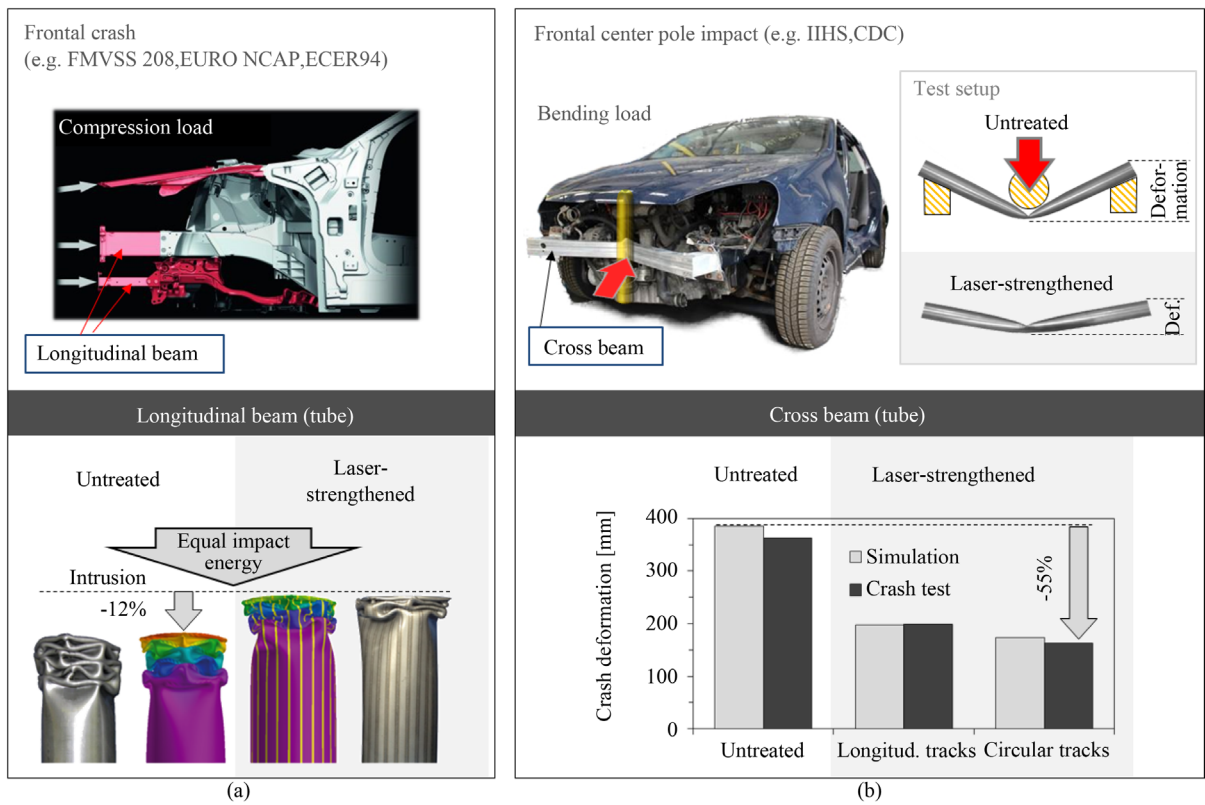 Frontal crash
(e.g. FMVSS 208,EURO NCAP,ECER94)
Compression load
Longitudinal beam
Longitudinal beam (tube)
Untreated
Laser-
strengthened
Equal impact
energy
Intrusion
-12%
(a)
Frontal center pole impact (e.g. IIHS,CDC)
Bending load
Cross beam
Test setup
Untreated
Defor-
mation
Laser-strengthened
Def.
Cross beam (tube)
Untreated
Laser-strengthened
Crash deformation [mm]
400
300
200
100
0
Simulation
Crash test
-55%
Untreated
Longitud. tracks
Circular tracks
(b)